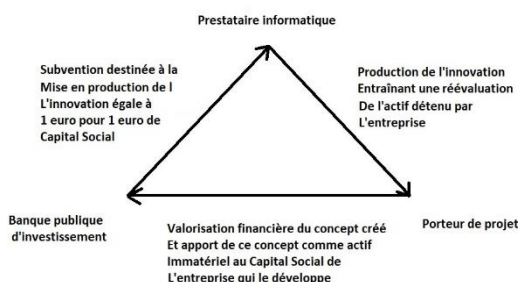 Prestataire informatique
Subvention destinée à la
Mise en production de l
L'innovation égale à
1 euro pour 1 euro de
Capital Social
Production de l'innovation
Entraînant une réévaluation
De l'actif détenu par
L'entreprise
Banque publique
d'investissement
Valorisation financière du concept créé
Et apport de ce concept comme actif
Immatériel au Capital Social de
L'entreprise qui le développe
Porteur de projet